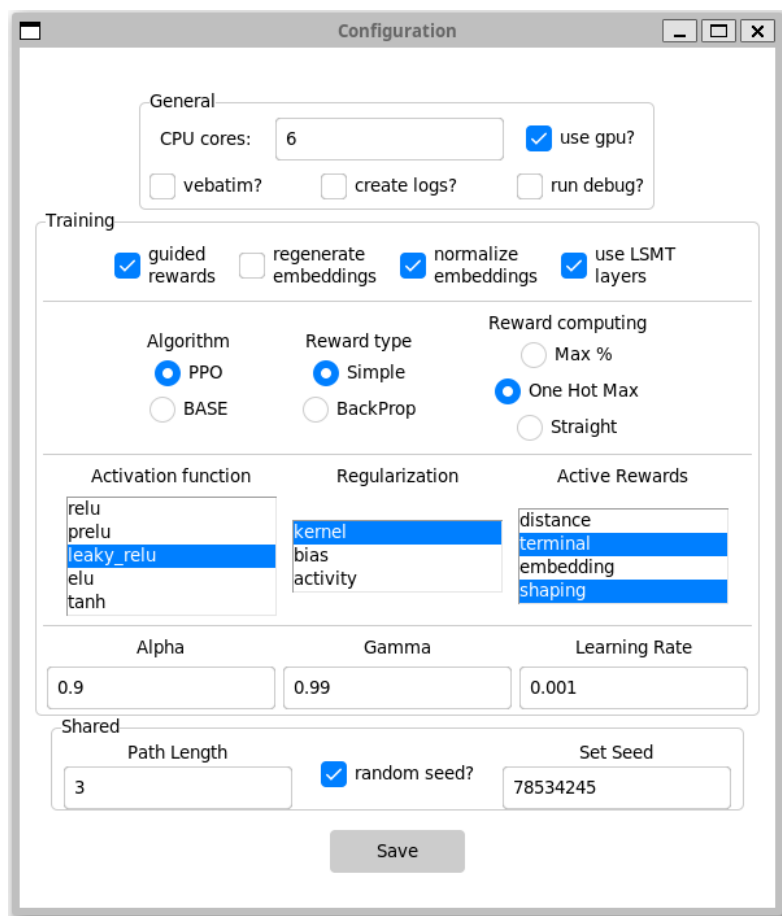 Configuration
General
CPU cores: 6 use gpu?
vebatim? create logs? run debug?
Training
guided rewards
regenerate embeddings
normalize embeddings
use LSMT layers
Algorithm
PPO
BASE
Reward type
Simple
BackProp
Reward computing
Max %
One Hot Max
Straight
Activation function
relu
prelu
leaky_relu
elu
tanh
Regularization
kernel
bias
activity
Active Rewards
distance
terminal
embedding
shaping
Alpha
0.9
Gamma
0.99
Learning Rate
0.001
Shared
Path Length
3
random seed?
Set Seed
78534245
Save